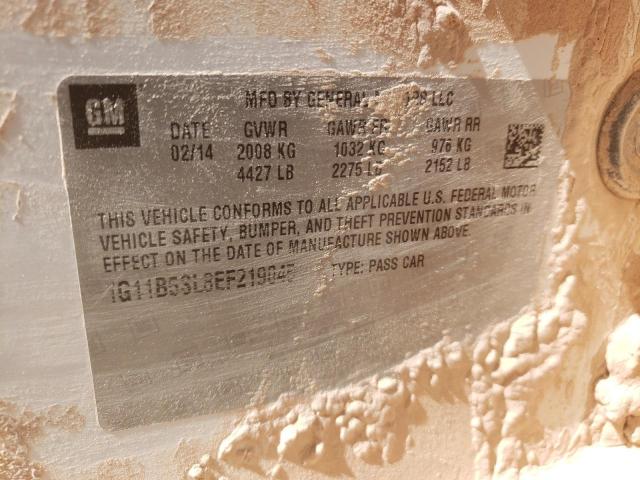 GM
MFD BY GENERAL LLC
DATE GVWR GAWR FR GAWR RR
02/14 2008 KG 1032 KG 976 KG
4427 LB 2275 LB 2152 LB
THIS VEHICLE CONFORMS TO ALL APPLICABLE U.S. FEDERAL MOTOR
VEHICLE SAFETY, BUMPER, AND THEFT PREVENTION STANDARDS IN
EFFECT ON THE DATE OF MANUFACTURE SHOWN ABOVE.
1G11B5SL8EF219045 TYPE: PASS CAR